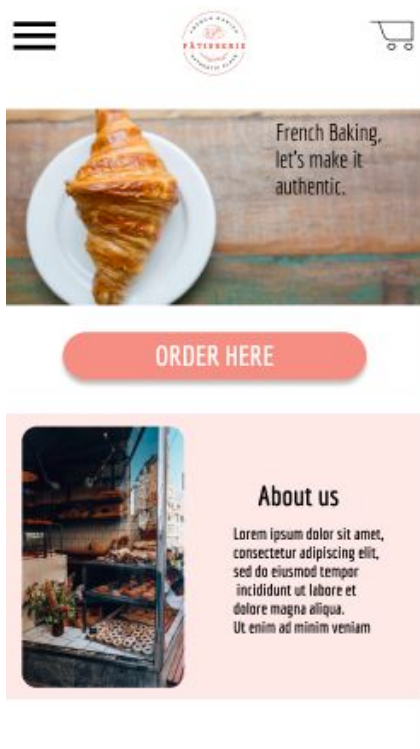 PÂTISSERIE
French Baking,
let's make it
authentic.
ORDER HERE
About us
Lorem ipsum dolor sit amet,
consectetur adipiscing elit,
sed do eiusmod tempor
incididunt ut labore et
dolore magna aliqua.
Ut enim ad minim veniam